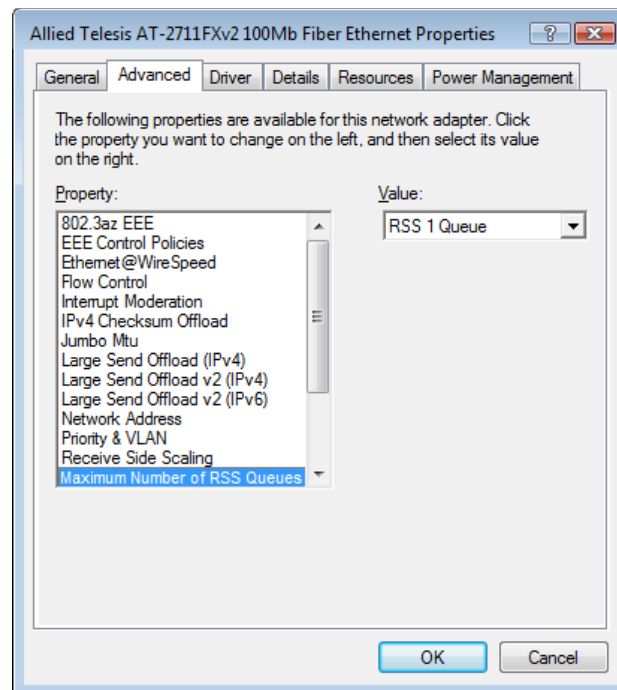 Allied Telesis AT-2711FXv2 100Mb Fiber Ethernet Properties
General Advanced Driver Details Resources Power Management
The following properties are available for this network adapter. Click
the property you want to change on the left, and then select its value
on the right.
Property:
Value:
802.3az EEE
EEE Control Policies
Ethernet@WireSpeed
Flow Control
Interrupt Moderation
IPv4 Checksum Offload
Jumbo Mtu
Large Send Offload (IPv4)
Large Send Offload v2 (IPv4)
Large Send Offload v2 (IPv6)
Network Address
Priority & VLAN
Receive Side Scaling
Maximum Number of RSS Queues
RSS 1 Queue
OK Cancel